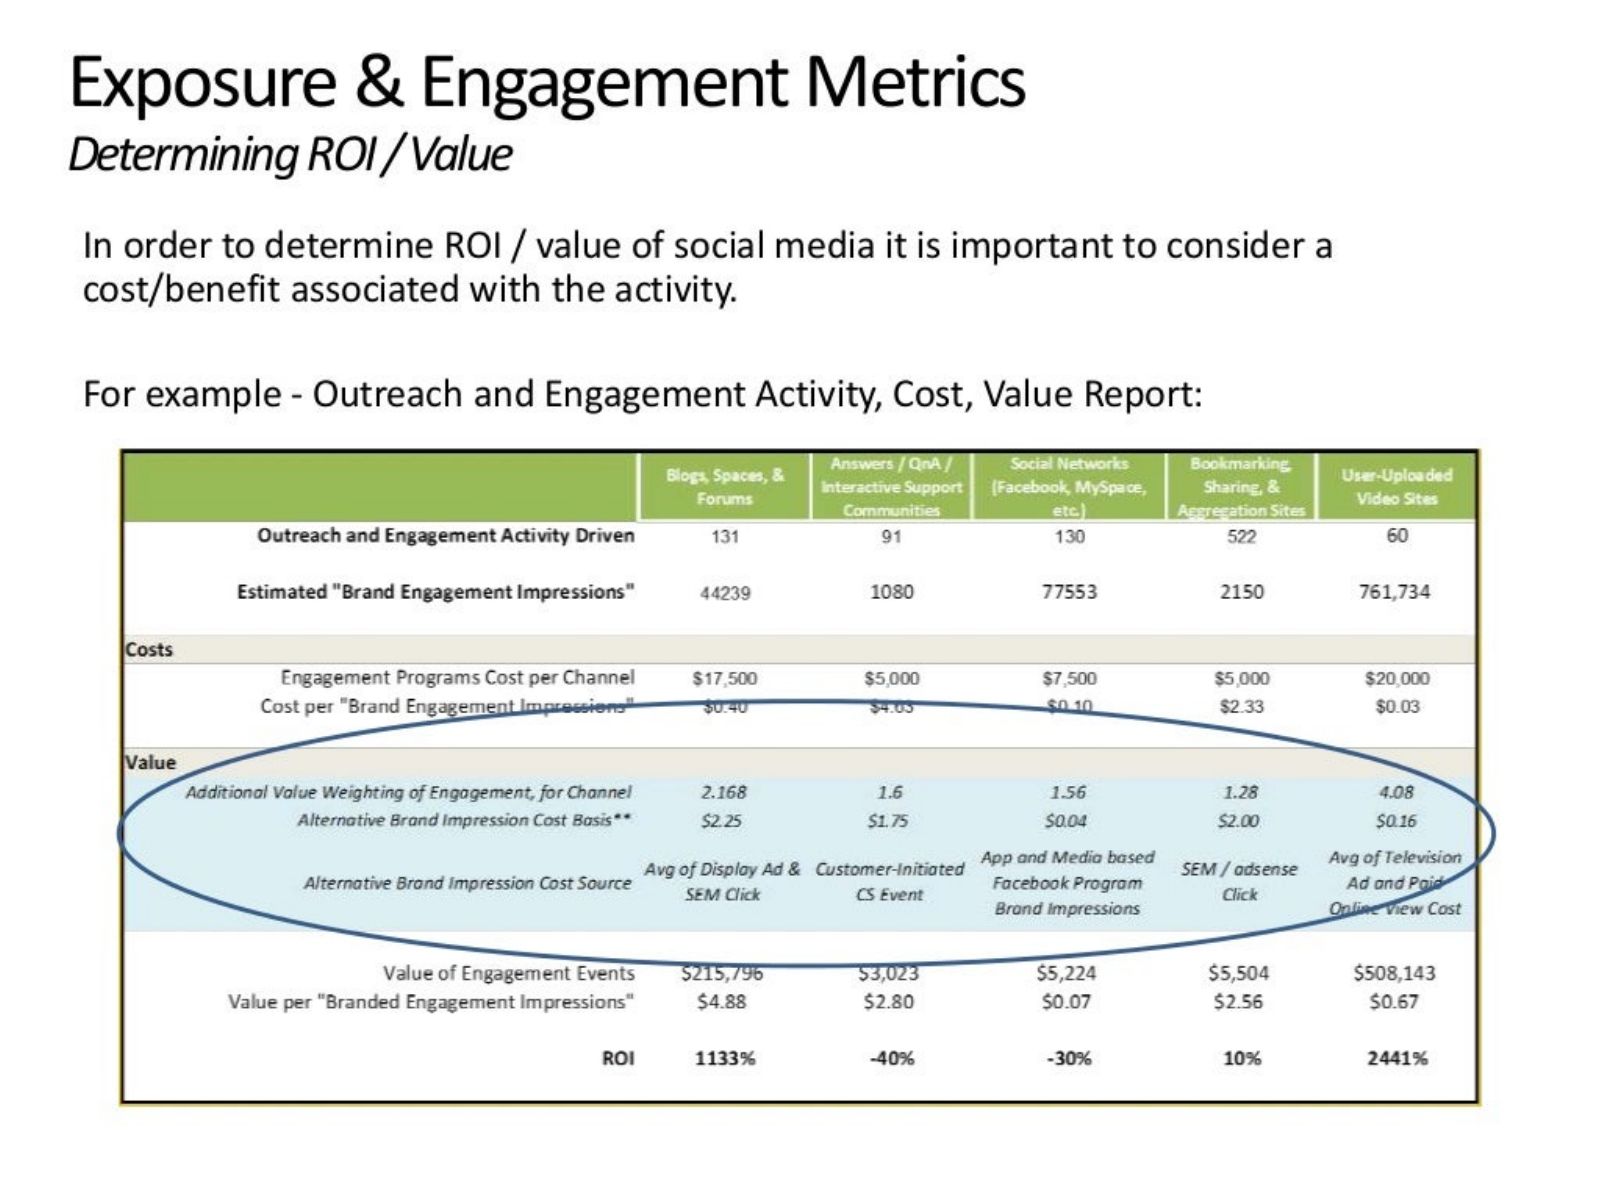 Exposure & Engagement Metrics
Determining ROI / Value
In order to determine ROI / value of social media it is important to consider a
cost/benefit associated with the activity.
For example - Outreach and Engagement Activity, Cost, Value Report:
Blogs, Spaces, & Forums | Answers / QnA / Interactive Support Communities | Social Networks (Facebook, MySpace, etc.) | Bookmarking, Sharing, & Aggregation Sites | User-Uploaded Video Sites
Outreach and Engagement Activity Driven 131 91 130 522 60
Estimated "Brand Engagement Impressions" 44239 1080 77553 2150 761,734
Costs
Engagement Programs Cost per Channel $17,500 $5,000 $7,500 $5,000 $20,000
Cost per "Brand Engagement Impressions" $0.40 $4.63 $0.10 $2.33 $0.03
Value
Additional Value Weighting of Engagement, for Channel 2.168 1.6 1.56 1.28 4.08
Alternative Brand Impression Cost Basis** $2.25 $1.75 $0.04 $2.00 $0.16
Alternative Brand Impression Cost Source | Avg of Display Ad & SEM Click | Customer-Initiated CS Event | App and Media based Facebook Program Brand Impressions | SEM / adsense Click | Avg of Television Ad and Paid Online View Cost
Value of Engagement Events $215,796 $3,023 $5,224 $5,504 $508,143
Value per "Branded Engagement Impressions" $4.88 $2.80 $0.07 $2.56 $0.67
ROI 1133% -40% -30% 10% 2441%